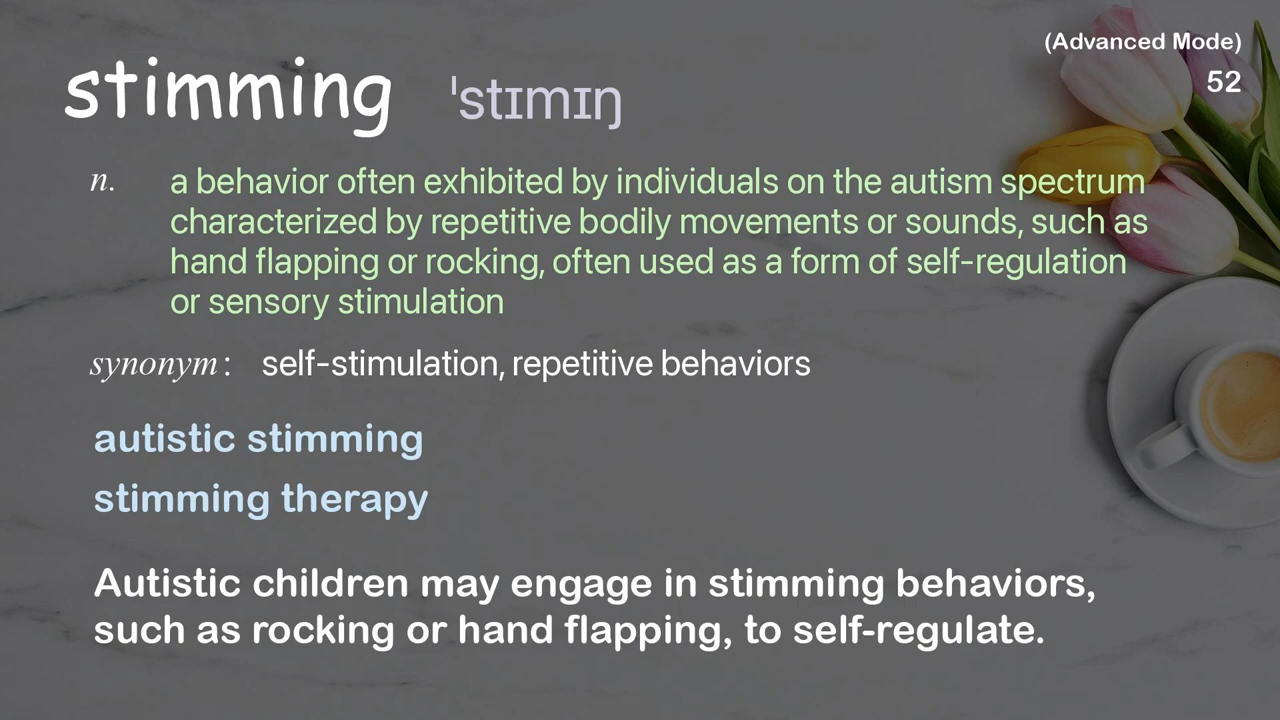 (Advanced Mode)
52
stimming ˈstɪmɪŋ
n. a behavior often exhibited by individuals on the autism spectrum
characterized by repetitive bodily movements or sounds, such as
hand flapping or rocking, often used as a form of self-regulation
or sensory stimulation
synonym: self-stimulation, repetitive behaviors
autistic stimming
stimming therapy
Autistic children may engage in stimming behaviors,
such as rocking or hand flapping, to self-regulate.